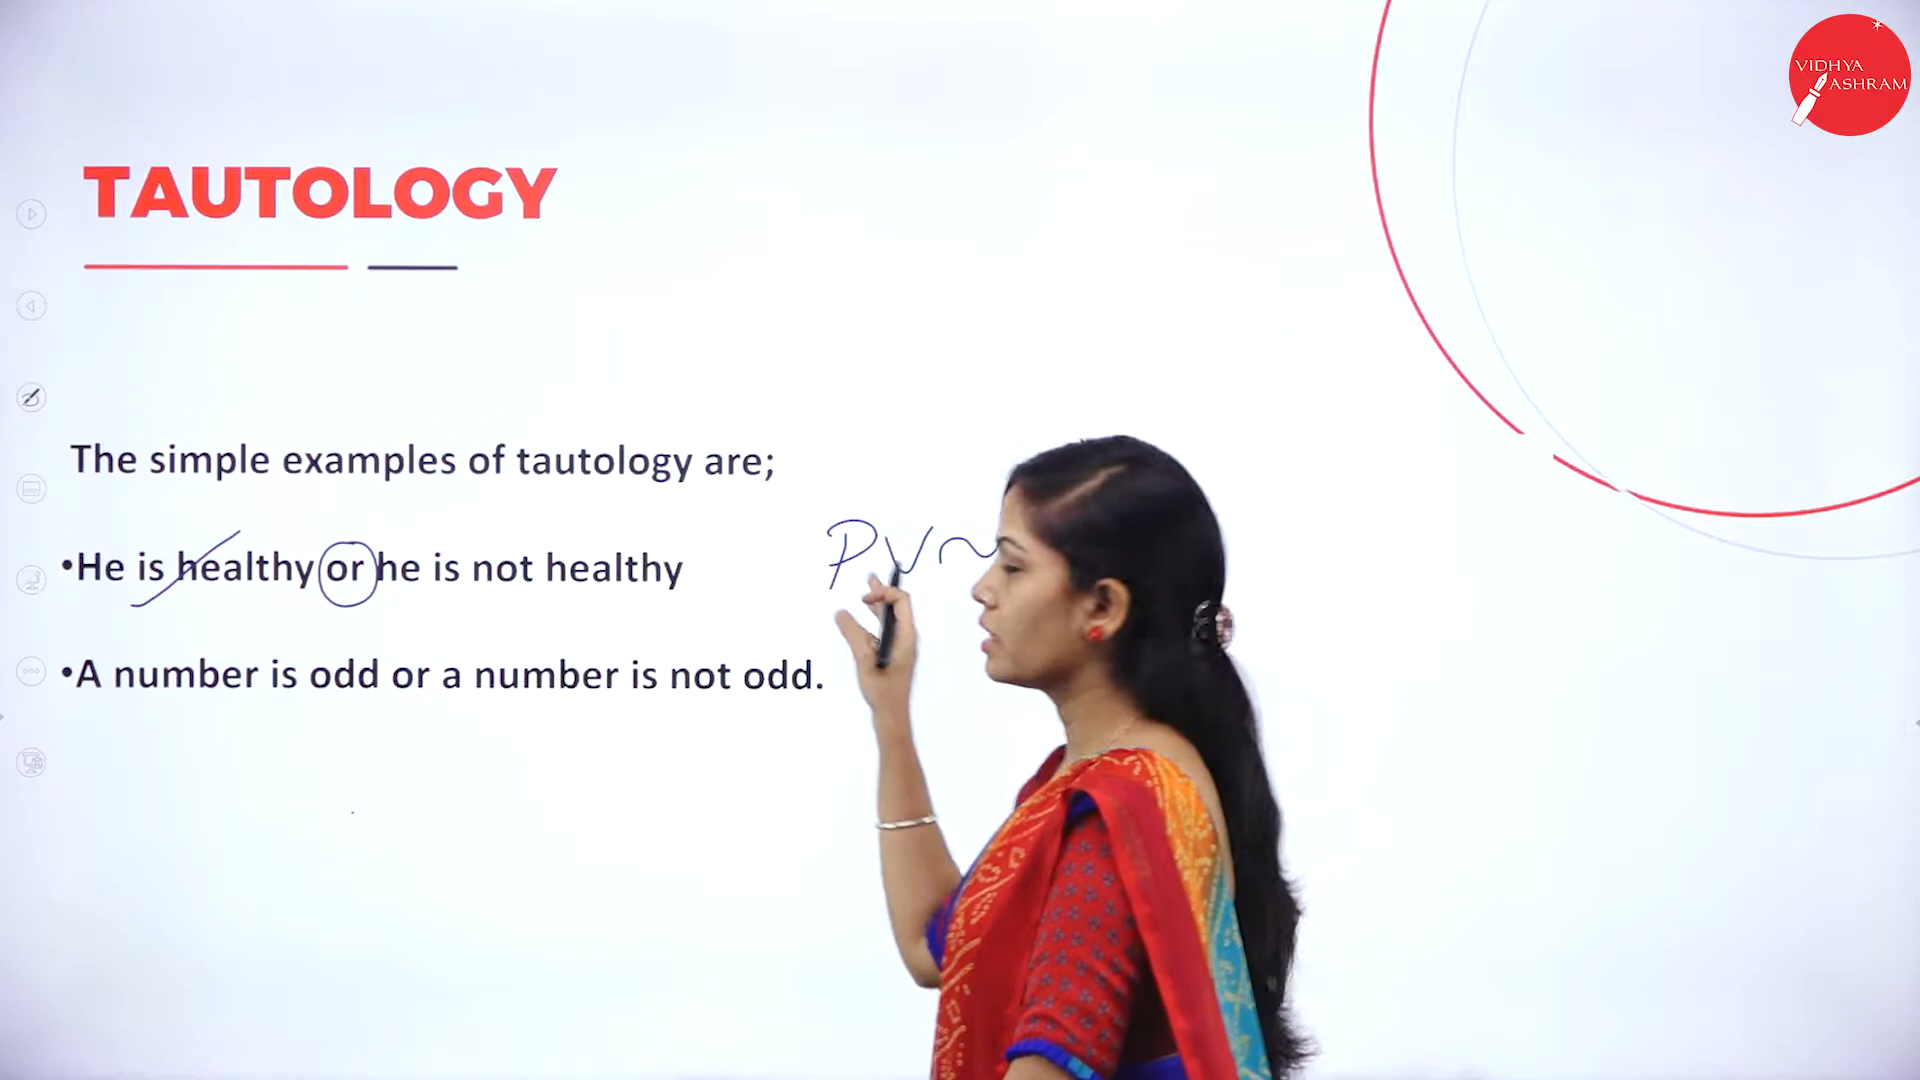 VIDHYA
ASHRAM
TAUTOLOGY
The simple examples of tautology are;
•He is healthy or he is not healthy
P∨~
•A number is odd or a number is not odd.